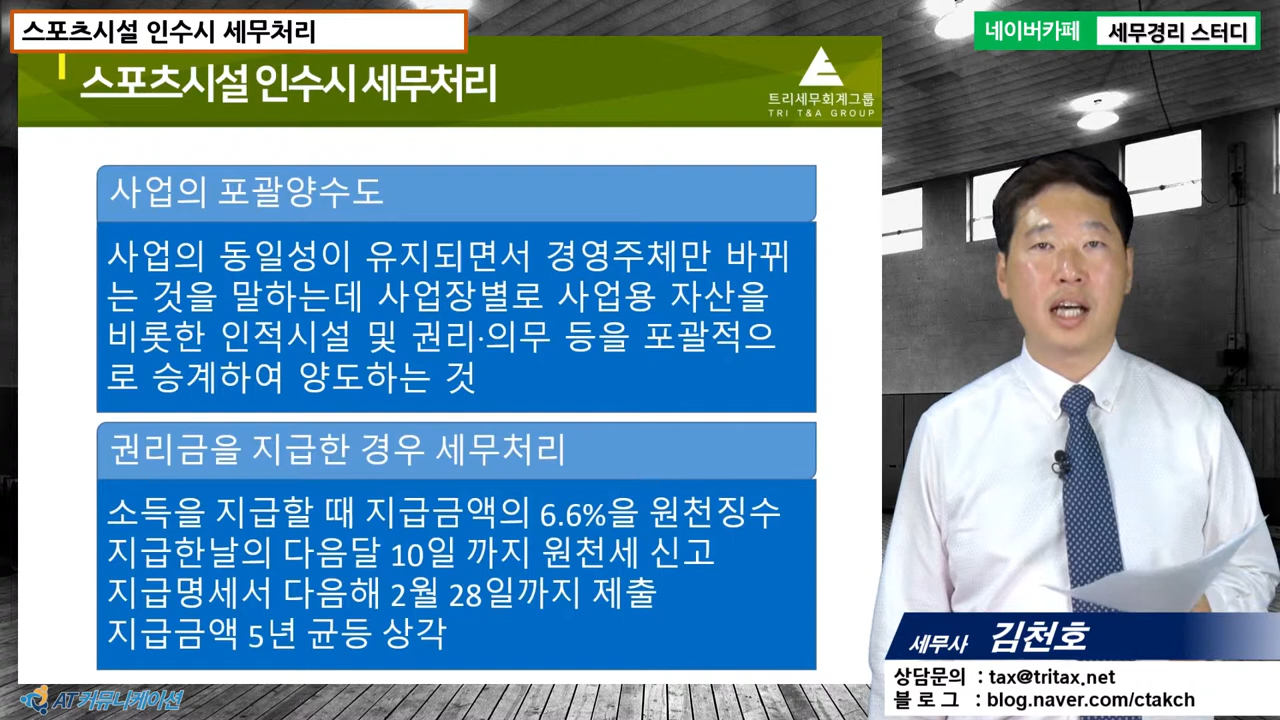 스포츠시설 인수시 세무처리
네이버카페 세무경리 스터디
스포츠시설 인수시 세무처리
트리세무회계그룹
TRI T&A GROUP
사업의 포괄양수도
사업의 동일성이 유지되면서 경영주체만 바뀌
는 것을 말하는데 사업장별로 사업용 자산을
비롯한 인적시설 및 권리·의무 등을 포괄적으
로 승계하여 양도하는 것
권리금을 지급한 경우 세무처리
소득을 지급할 때 지급금액의 6.6%을 원천징수
지급한날의 다음달 10일 까지 원천세 신고
지급명세서 다음해 2월 28일까지 제출
지급금액 5년 균등 상각
세무사 김천호
상담문의 : tax@tritax.net
블로그 : blog.naver.com/ctakch
AT커뮤니케이션